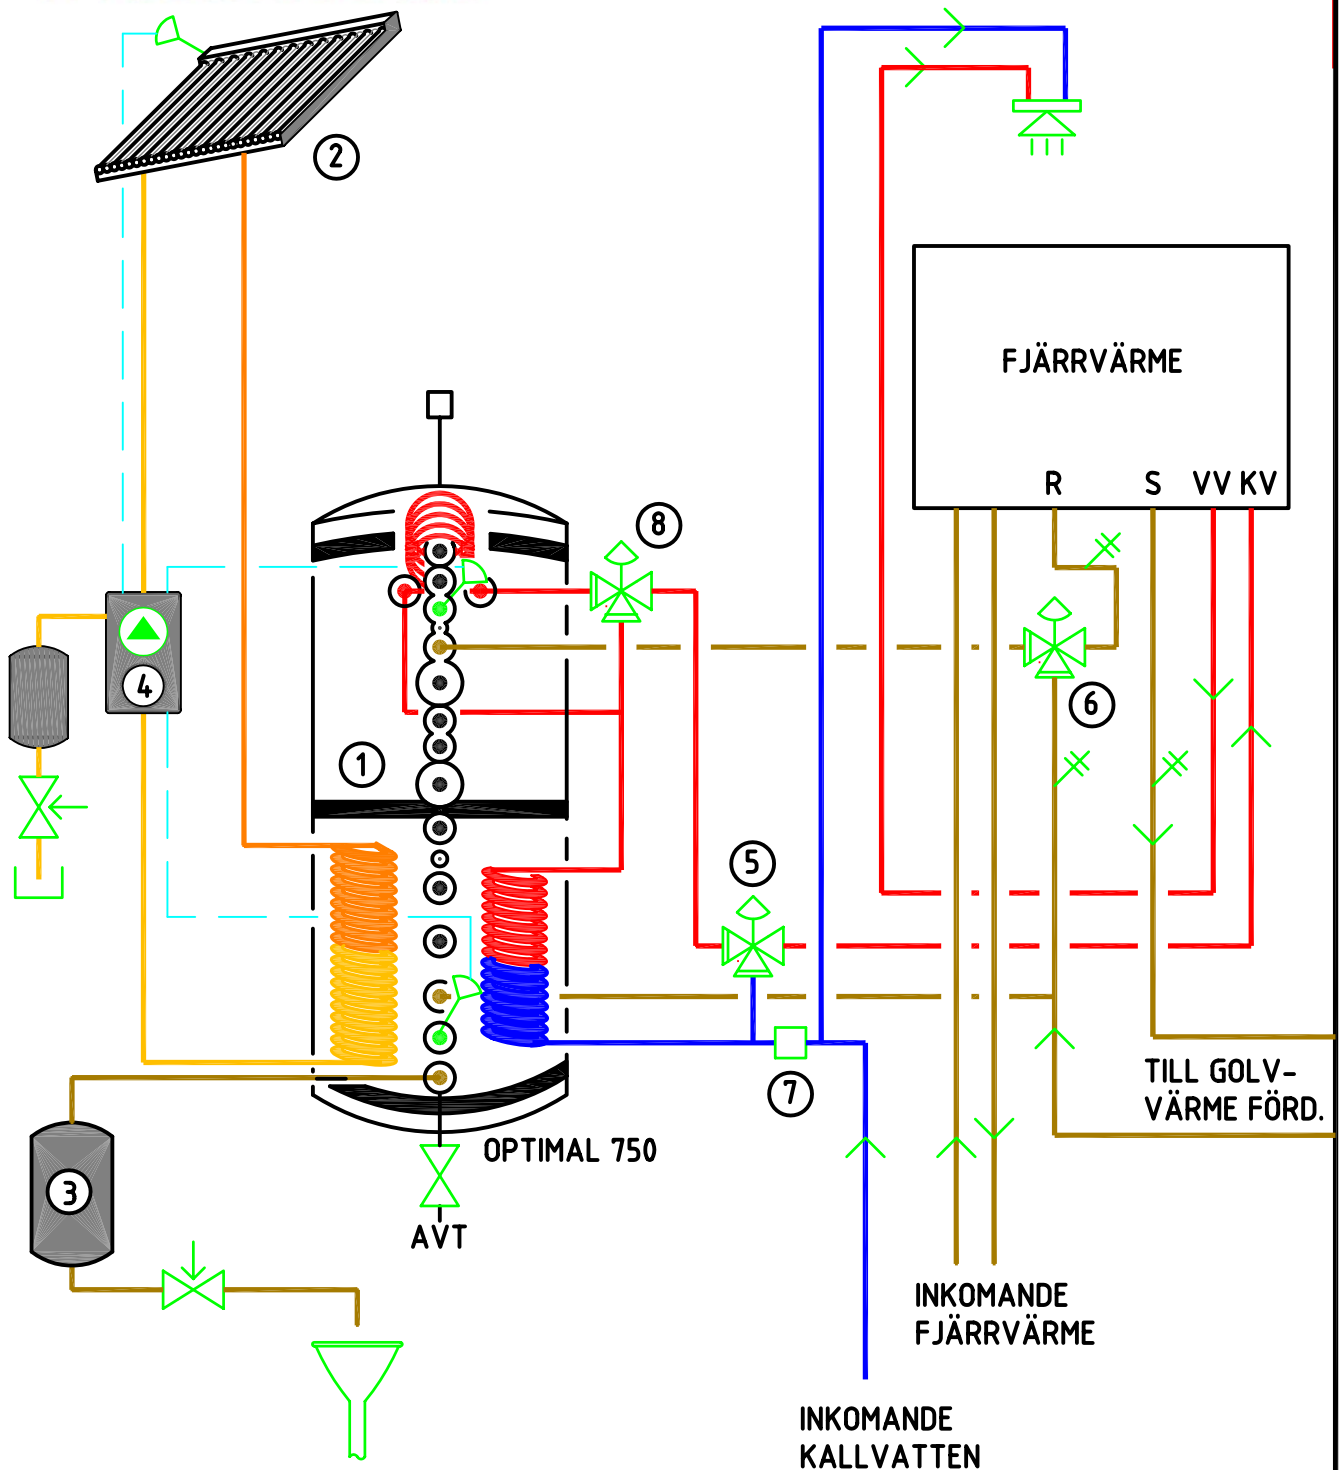 2
FJÄRRVÄRME
R S VV KV
8
4
6
1
5
7
TILL GOLV-
VÄRME FÖRD.
OPTIMAL 750
3
AVT
INKOMANDE
FJÄRRVÄRME
INKOMANDE
KALLVATTEN